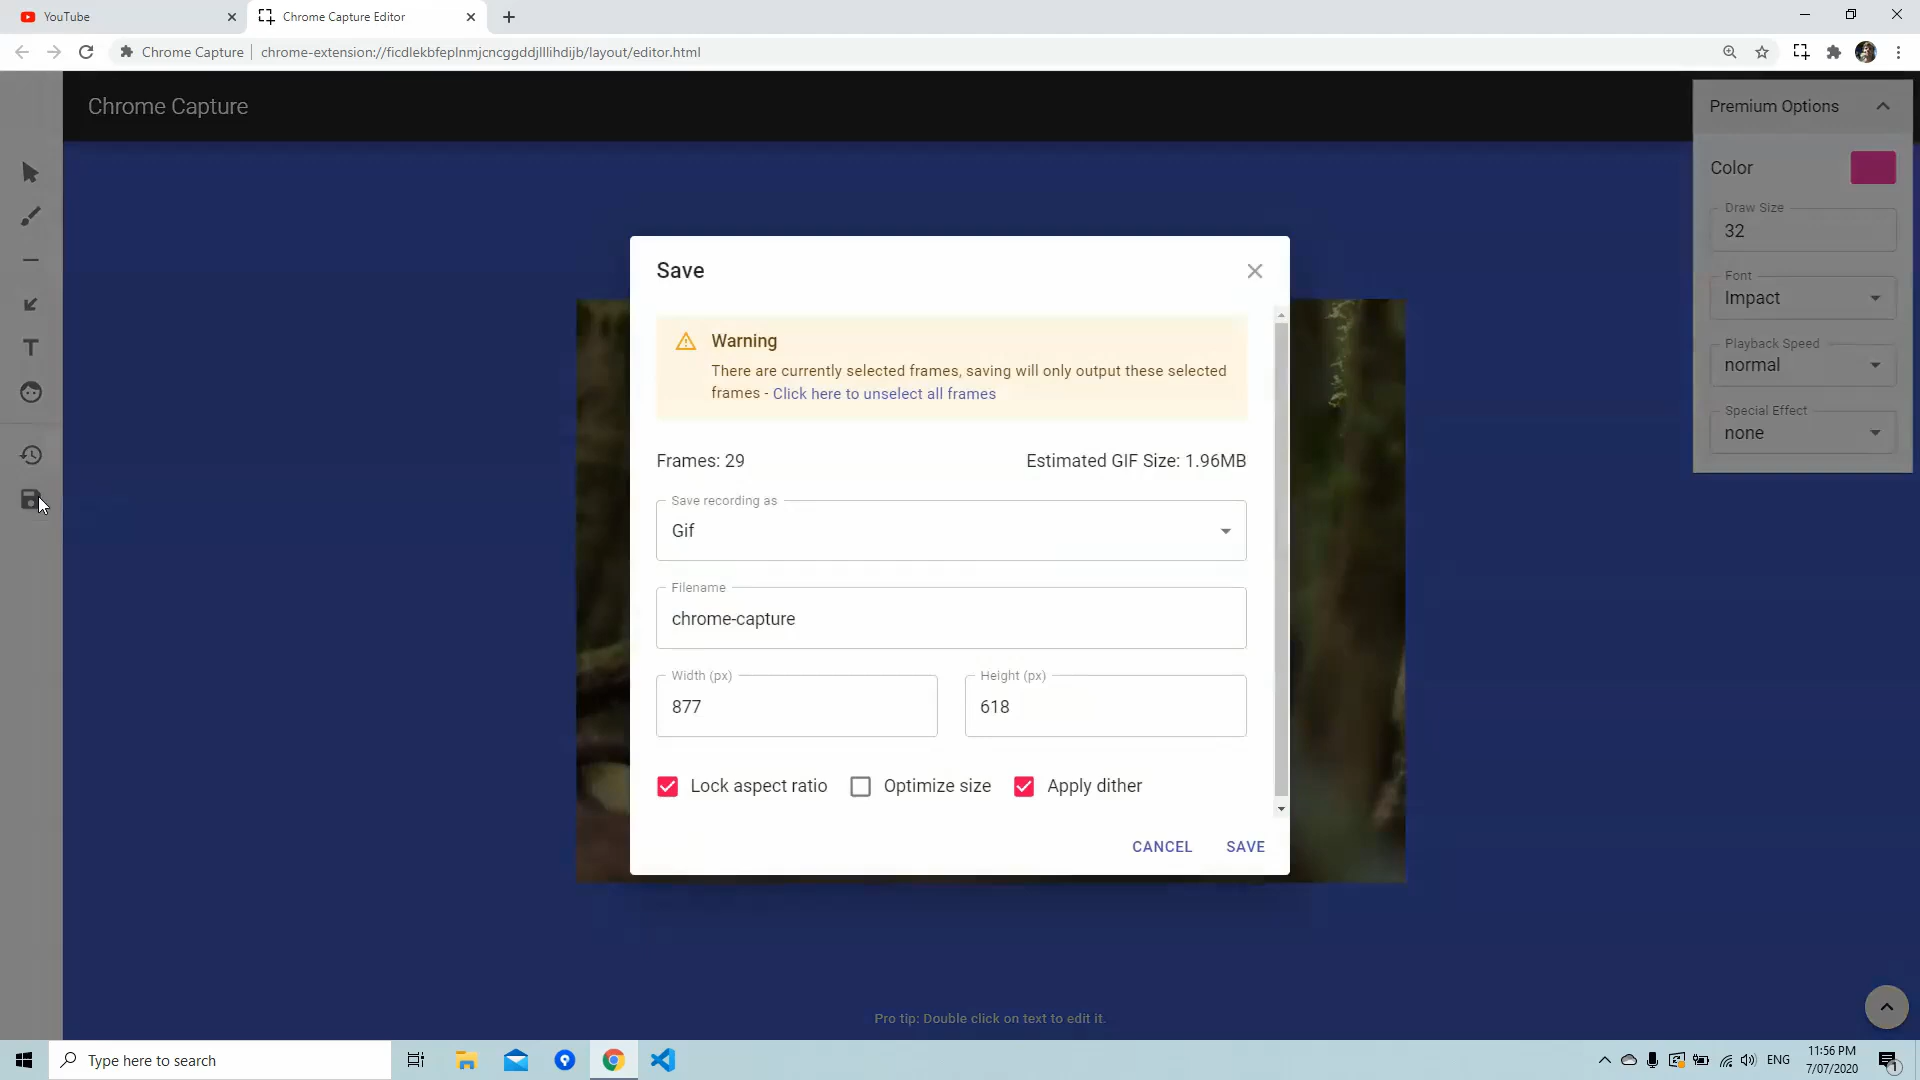 YouTube
Chrome Capture Editor
Chrome Capture
chrome-extension://ficdlekbfeplnmjcncggddjlllihdijb/layout/editor.html
Chrome Capture
Premium Options
Color
Draw Size
32
Font
Impact
Playback Speed
normal
Special Effect
none
T
Save
Warning
There are currently selected frames, saving will only output these selected
frames - Click here to unselect all frames
Frames: 29
Estimated GIF Size: 1.96MB
Save recording as
Gif
Filename
chrome-capture
Width (px)
877
Height (px)
618
Lock aspect ratio
Optimize size
Apply dither
CANCEL
SAVE
Pro tip: Double click on text to edit it.
Type here to search
ENG
11:56 PM
7/07/2020
1